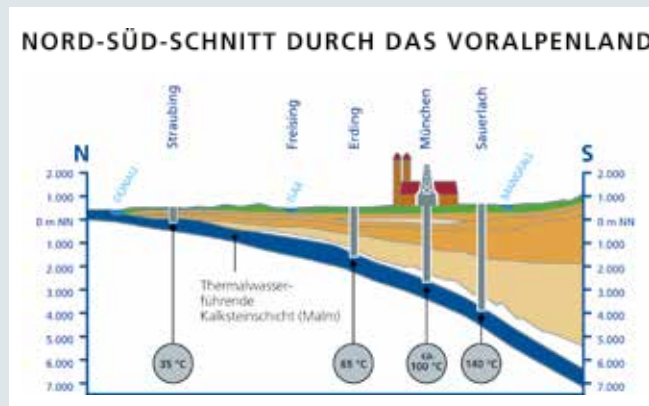 NORD-SÜD-SCHNITT DURCH DAS VORALPENLAND
N
Straubing
Freising
Erding
München
Sauerlach
S
DONAU
ISAR
MANGFALL
2.000
1.000
0 m NN
1.000
2.000
3.000
4.000
5.000
6.000
7.000
2.000
1.000
0 m NN
1.000
2.000
3.000
4.000
5.000
6.000
7.000
Thermalwasser-
führende
Kalksteinschicht (Malm)
35 °C
65 °C
ca.
100 °C
140 °C